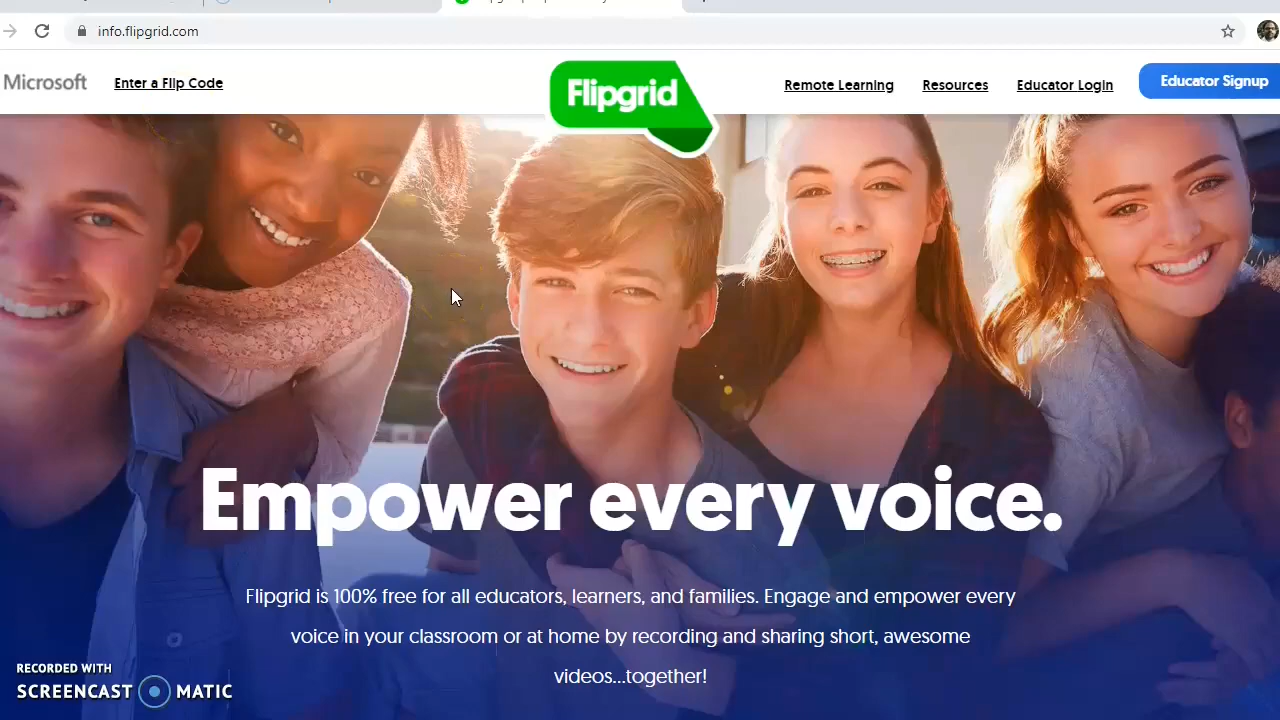 info.flipgrid.com
Microsoft
Enter a Flip Code
Flipgrid
Remote Learning
Resources
Educator Login
Educator Signup
Empower every voice.
Flipgrid is 100% free for all educators, learners, and families. Engage and empower every
voice in your classroom or at home by recording and sharing short, awesome
videos...together!
RECORDED WITH
SCREENCAST MATIC